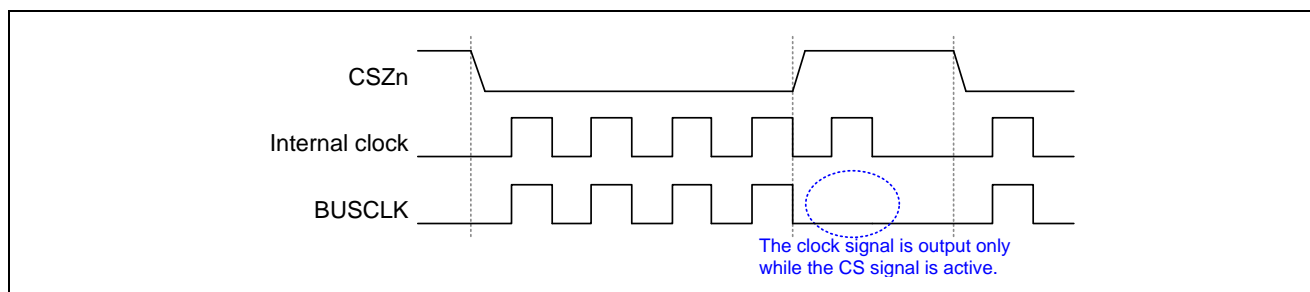 CSZn
Internal clock
BUSCLK
The clock signal is output only
while the CS signal is active.